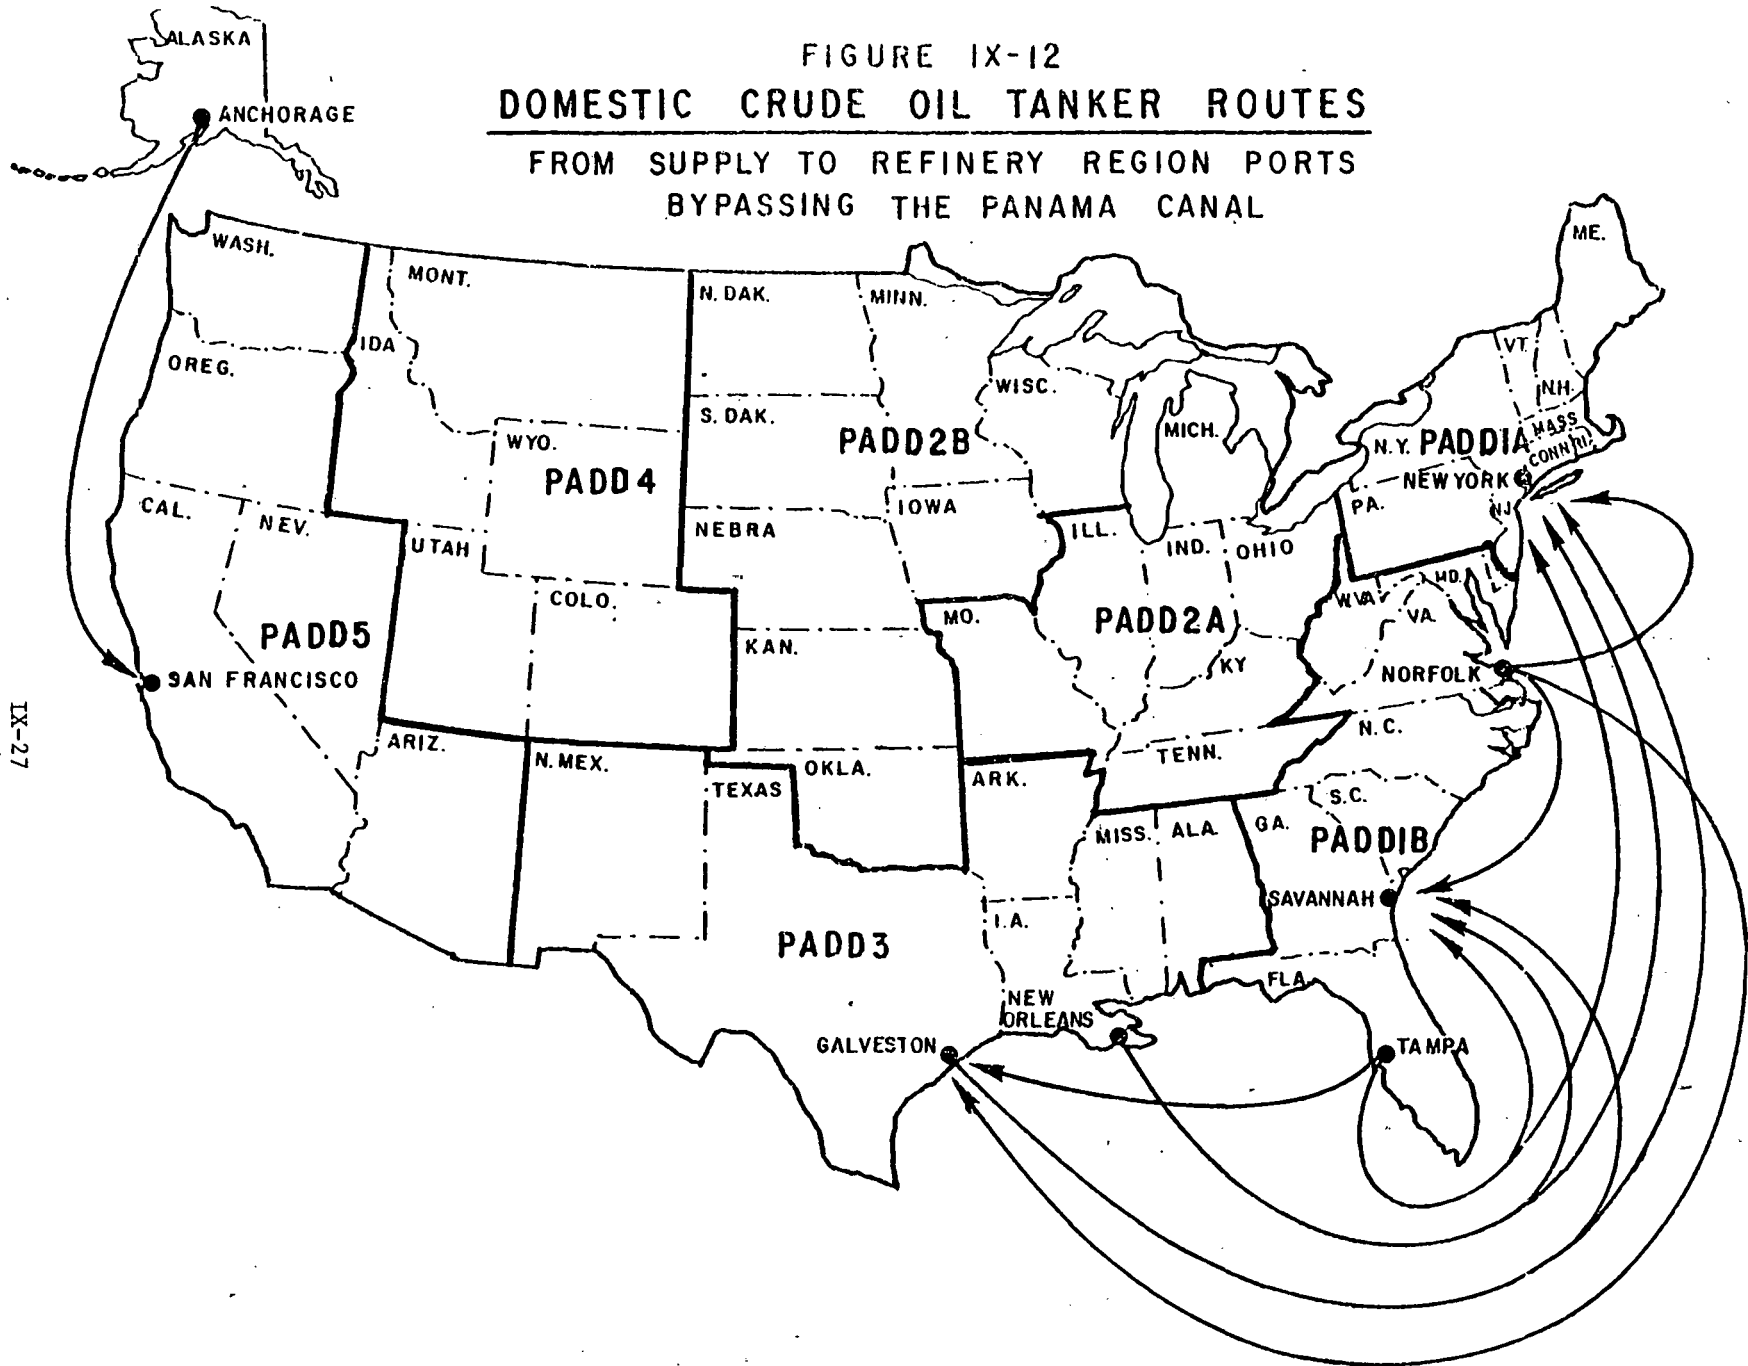 FIGURE IX-12
DOMESTIC CRUDE OIL TANKER ROUTES
FROM SUPPLY TO REFINERY REGION PORTS
BYPASSING THE PANAMA CANAL
ALASKA
ANCHORAGE
WASH.
MONT.
N. DAK.
MINN.
ME.
IDA
OREG.
VT.
N.H.
WISC.
S. DAK.
MICH.
MASS
WYO.
PADD2B
N.Y.
PADD1A
CONN
R.I.
PADD4
NEW YORK
CAL.
NEV.
IOWA
PA.
NJ
UTAH
NEBRA
ILL.
IND.
OHIO
COLO.
MD.
W.VA
VA.
PADD5
MO.
PADD2A
KAN.
KY
NORFOLK
SAN FRANCISCO
IX-27
ARIZ.
N.MEX.
TEXAS
OKLA.
ARK.
TENN.
N.C.
S.C.
MISS.
ALA.
GA.
PADD1B
SAVANNAH
LA.
PADD3
FLA.
NEW
ORLEANS
GALVESTON
TAMPA